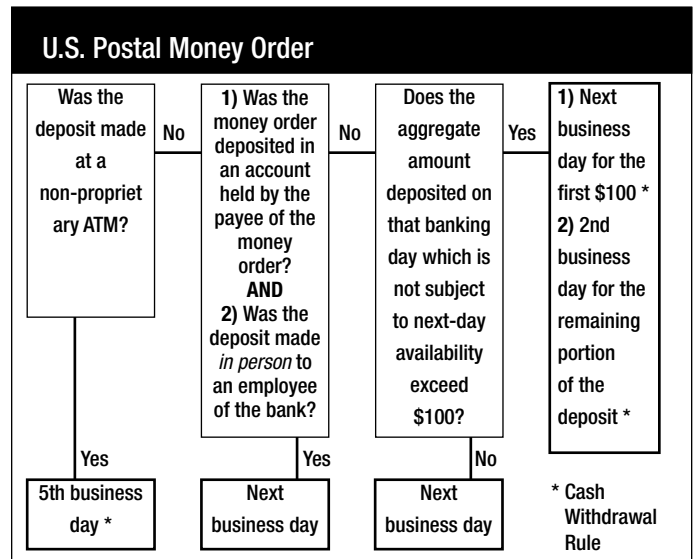 U.S. Postal Money Order
Was the
deposit made
at a
non-propriet
ary ATM?
No
1) Was the
money order
deposited in
an account
held by the
payee of the
money
order?
AND
2) Was the
deposit made
in person to
an employee
of the bank?
No
Does the
aggregate
amount
deposited on
that banking
day which is
not subject
to next-day
availability
exceed
$100?
Yes
1) Next
business
day for the
first $100 *
2) 2nd
business
day for the
remaining
portion
of the
deposit *
Yes
5th business
day *
Yes
Next
business day
No
Next
business day
* Cash
Withdrawal
Rule